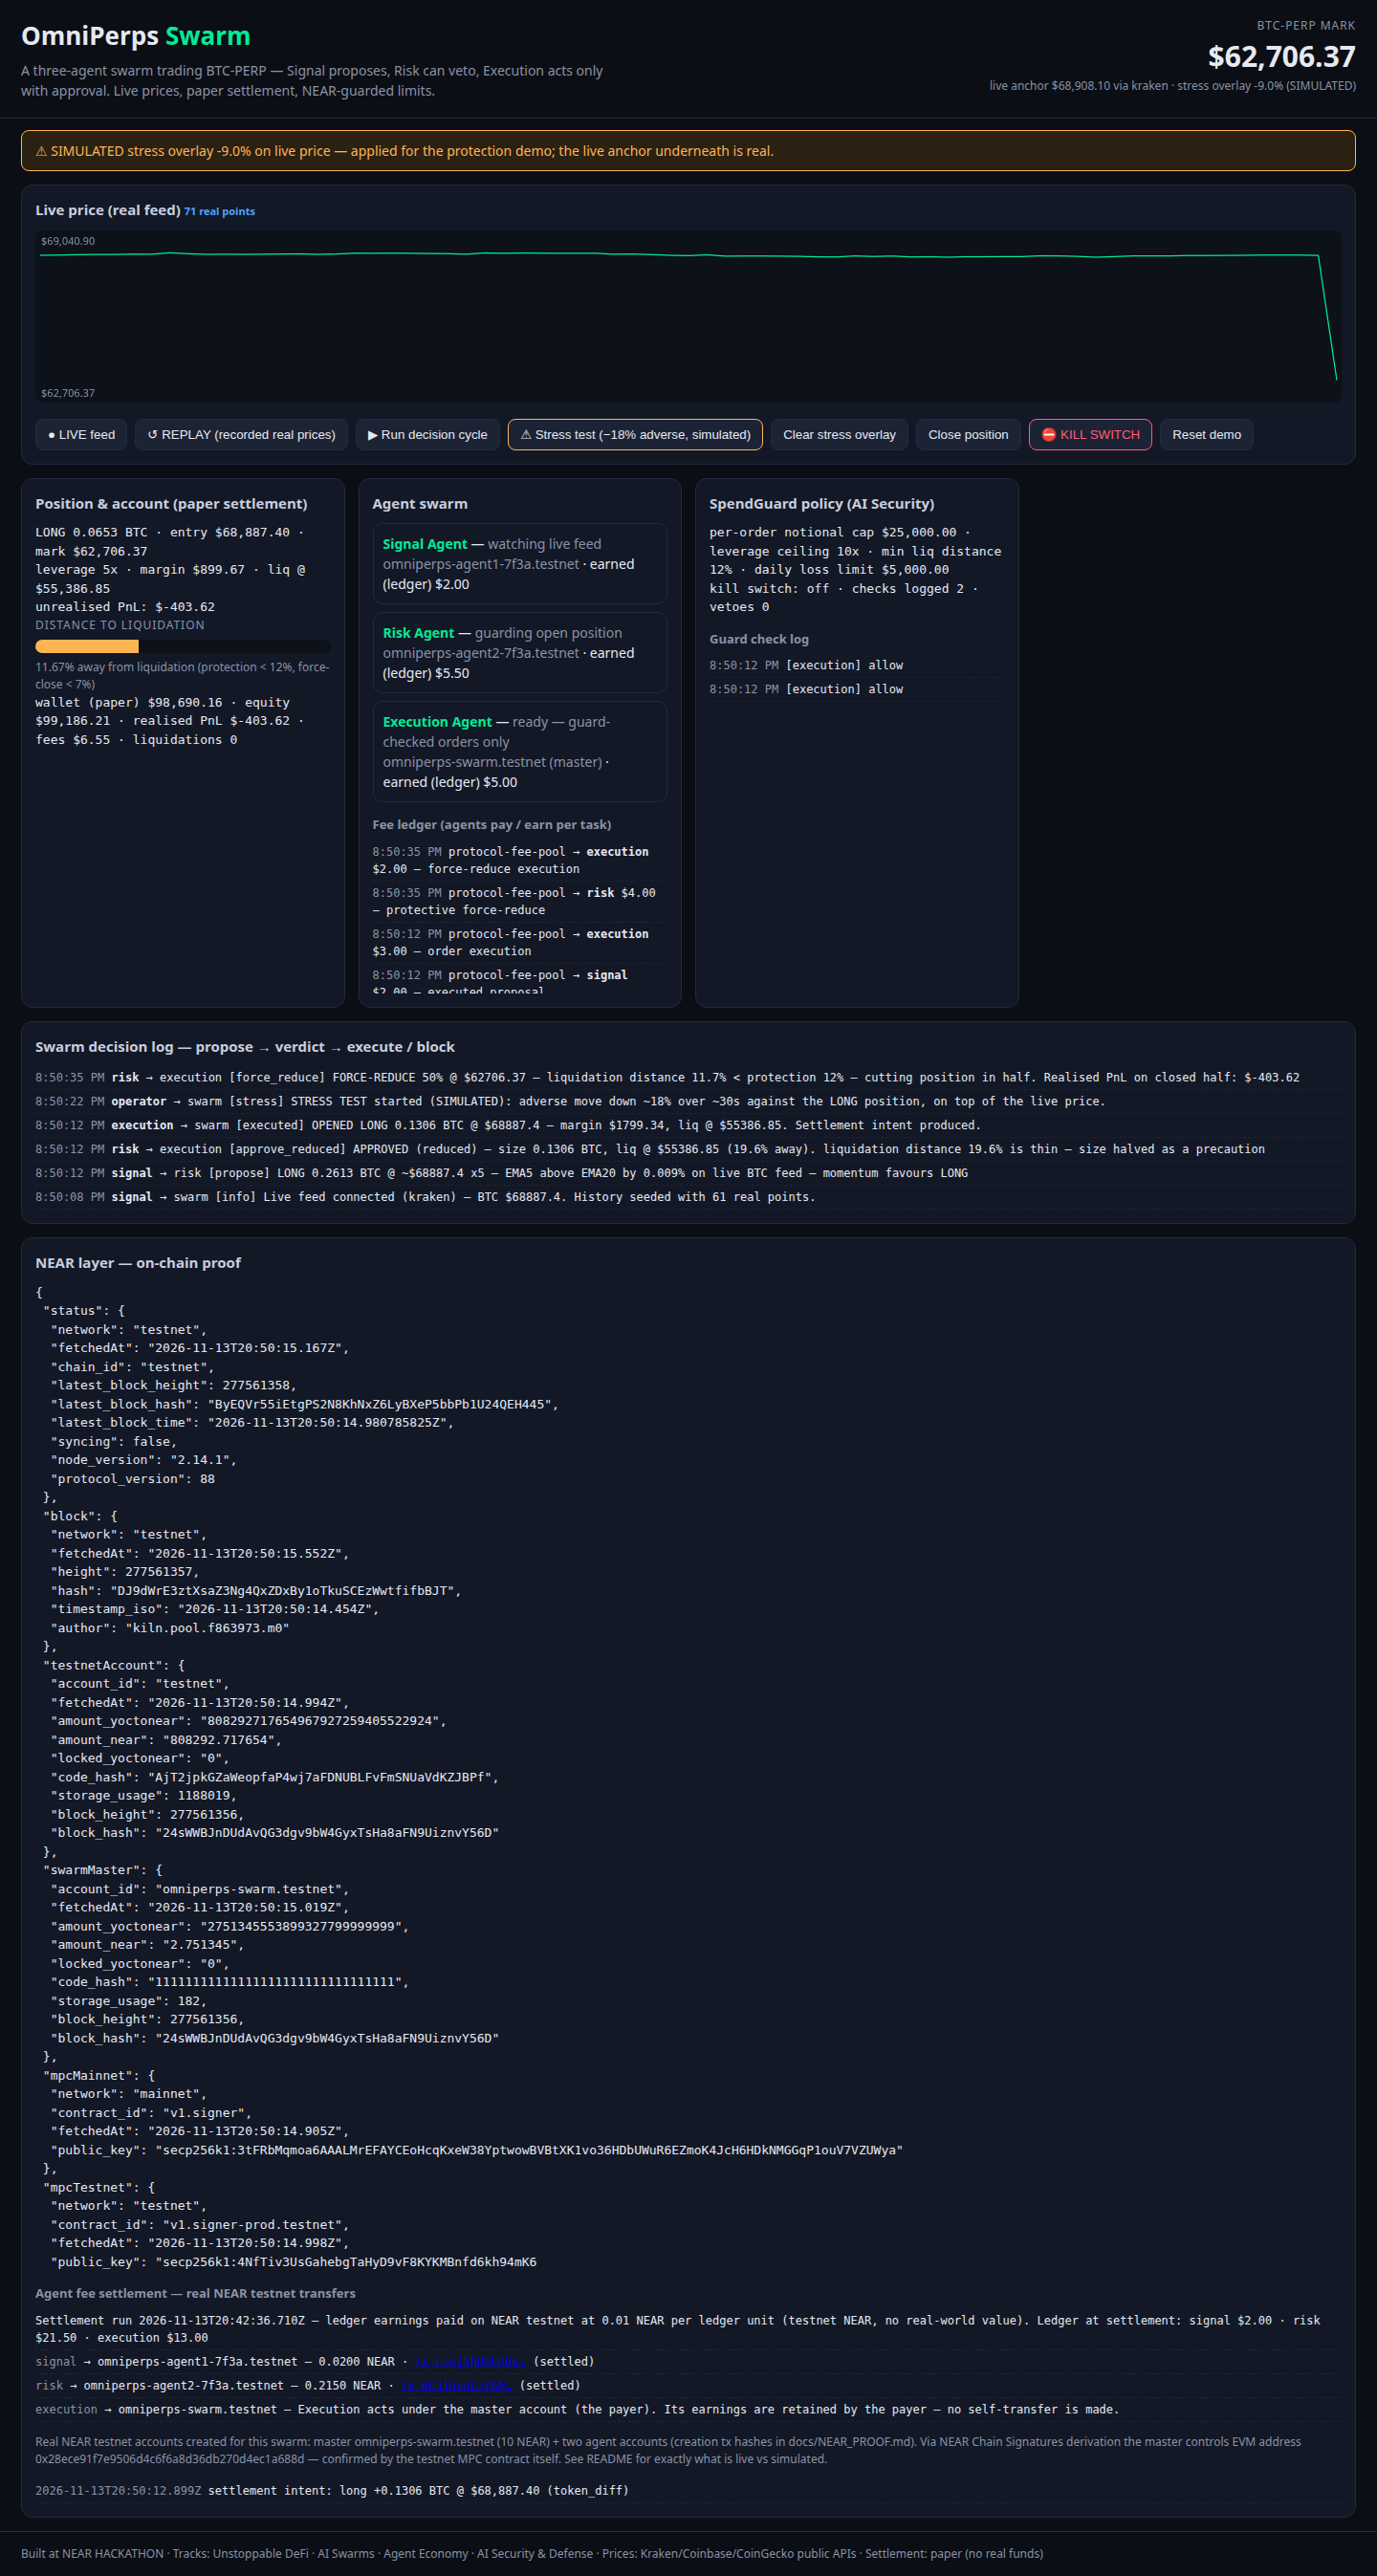 OmniPerps Swarm
A three-agent swarm trading BTC-PERP — Signal proposes, Risk can veto, Execution acts only
with approval. Live prices, paper settlement, NEAR-guarded limits.
BTC-PERP MARK
$62,706.37
live anchor $68,908.10 via kraken · stress overlay -9.0% (SIMULATED)
⚠ SIMULATED stress overlay -9.0% on live price — applied for the protection demo; the live anchor underneath is real.
Live price (real feed) 71 real points
$69,040.90
$62,706.37
● LIVE feed
↺ REPLAY (recorded real prices)
▶ Run decision cycle
⚠ Stress test (−18% adverse, simulated)
Clear stress overlay
Close position
⛔ KILL SWITCH
Reset demo
Position & account (paper settlement)
LONG 0.0653 BTC · entry $68,887.40 ·
mark $62,706.37
leverage 5x · margin $899.67 · liq @
$55,386.85
unrealised PnL: $-403.62
DISTANCE TO LIQUIDATION
11.67% away from liquidation (protection < 12%, force-
close < 7%)
wallet (paper) $98,690.16 · equity
$99,186.21 · realised PnL $-403.62 ·
fees $6.55 · liquidations 0
Agent swarm
Signal Agent — watching live feed
omniperps-agent1-7f3a.testnet · earned
(ledger) $2.00
Risk Agent — guarding open position
omniperps-agent2-7f3a.testnet · earned
(ledger) $5.50
Execution Agent — ready — guard-
checked orders only
omniperps-swarm.testnet (master) ·
earned (ledger) $5.00
Fee ledger (agents pay / earn per task)
8:50:35 PM protocol-fee-pool → execution
$2.00 — force-reduce execution
8:50:35 PM protocol-fee-pool → risk $4.00
— protective force-reduce
8:50:12 PM protocol-fee-pool → execution
$3.00 — order execution
8:50:12 PM protocol-fee-pool → signal
$2.00 — executed proposal
SpendGuard policy (AI Security)
per-order notional cap $25,000.00 ·
leverage ceiling 10x · min liq distance
12% · daily loss limit $5,000.00
kill switch: off · checks logged 2 ·
vetoes 0
Guard check log
8:50:12 PM [execution] allow
8:50:12 PM [execution] allow
Swarm decision log — propose → verdict → execute / block
8:50:35 PM risk → execution [force_reduce] FORCE-REDUCE 50% @ $62706.37 — liquidation distance 11.7% < protection 12% — cutting position in half. Realised PnL on closed half: $-403.62
8:50:22 PM operator → swarm [stress] STRESS TEST started (SIMULATED): adverse move down ~18% over ~30s against the LONG position, on top of the live price.
8:50:12 PM execution → swarm [executed] OPENED LONG 0.1306 BTC @ $68887.4 — margin $1799.34, liq @ $55386.85. Settlement intent produced.
8:50:12 PM risk → execution [approve_reduced] APPROVED (reduced) — size 0.1306 BTC, liq @ $55386.85 (19.6% away). liquidation distance 19.6% is thin — size halved as a precaution
8:50:12 PM signal → risk [propose] LONG 0.2613 BTC @ ~$68887.4 x5 — EMA5 above EMA20 by 0.009% on live BTC feed — momentum favours LONG
8:50:08 PM signal → swarm [info] Live feed connected (kraken) — BTC $68887.4. History seeded with 61 real points.
NEAR layer — on-chain proof
{
"status": {
"network": "testnet",
"fetchedAt": "2026-11-13T20:50:15.167Z",
"chain_id": "testnet",
"latest_block_height": 277561358,
"latest_block_hash": "ByEQVr55iEtgPS2N8KhNxZ6LyBXeP5bbPb1U24QEH445",
"latest_block_time": "2026-11-13T20:50:14.980785825Z",
"syncing": false,
"node_version": "2.14.1",
"protocol_version": 88
},
"block": {
"network": "testnet",
"fetchedAt": "2026-11-13T20:50:15.552Z",
"height": 277561357,
"hash": "DJ9dWrE3ztXsaZ3Ng4QxZDxBy1oTkuSCEzWwtfifbBJT",
"timestamp_iso": "2026-11-13T20:50:14.454Z",
"author": "kiln.pool.f863973.m0"
},
"testnetAccount": {
"account_id": "testnet",
"fetchedAt": "2026-11-13T20:50:14.994Z",
"amount_yoctonear": "808292717654967927259405522924",
"amount_near": "808292.717654",
"locked_yoctonear": "0",
"code_hash": "AjT2jpkGZaWeopfaP4wj7aFDNUBLFvFmSNUaVdKZJBPf",
"storage_usage": 1188019,
"block_height": 277561356,
"block_hash": "24sWWBJnDUdAvQG3dgv9bW4GyxTsHa8aFN9UiznvY56D"
},
"swarmMaster": {
"account_id": "omniperps-swarm.testnet",
"fetchedAt": "2026-11-13T20:50:15.019Z",
"amount_yoctonear": "2751345553899327799999999",
"amount_near": "2.751345",
"locked_yoctonear": "0",
"code_hash": "11111111111111111111111111111111",
"storage_usage": 182,
"block_height": 277561356,
"block_hash": "24sWWBJnDUdAvQG3dgv9bW4GyxTsHa8aFN9UiznvY56D"
},
"mpcMainnet": {
"network": "mainnet",
"contract_id": "v1.signer",
"fetchedAt": "2026-11-13T20:50:14.905Z",
"public_key": "secp256k1:3tFRbMqmoa6AAALMrEFAYCEoHcqKxeW38YptwowBVBtXK1vo36HDbUWuR6EZmoK4JcH6HDkNMGGqP1ouV7VZUWya"
},
"mpcTestnet": {
"network": "testnet",
"contract_id": "v1.signer-prod.testnet",
"fetchedAt": "2026-11-13T20:50:14.998Z",
"public_key": "secp256k1:4NfTiv3UsGahebgTaHyD9vF8KYKMBnfd6kh94mK6
Agent fee settlement — real NEAR testnet transfers
Settlement run 2026-11-13T20:42:36.710Z — ledger earnings paid on NEAR testnet at 0.01 NEAR per ledger unit (testnet NEAR, no real-world value). Ledger at settlement: signal $2.00 · risk
$21.50 · execution $13.00
signal → omniperps-agent1-7f3a.testnet — 0.0200 NEAR · (settled)
risk → omniperps-agent2-7f3a.testnet — 0.2150 NEAR · (settled)
execution → omniperps-swarm.testnet — Execution acts under the master account (the payer). Its earnings are retained by the payer — no self-transfer is made.
Real NEAR testnet accounts created for this swarm: master omniperps-swarm.testnet (10 NEAR) + two agent accounts (creation tx hashes in docs/NEAR_PROOF.md). Via NEAR Chain Signatures derivation the master controls EVM address
0x28ece91f7e9506d4c6f6a8d36db270d4ec1a688d — confirmed by the testnet MPC contract itself. See README for exactly what is live vs simulated.
2026-11-13T20:50:12.899Z settlement intent: long +0.1306 BTC @ $68,887.40 (token_diff)
Built at NEAR HACKATHON · Tracks: Unstoppable DeFi · AI Swarms · Agent Economy · AI Security & Defense · Prices: Kraken/Coinbase/CoinGecko public APIs · Settlement: paper (no real funds)